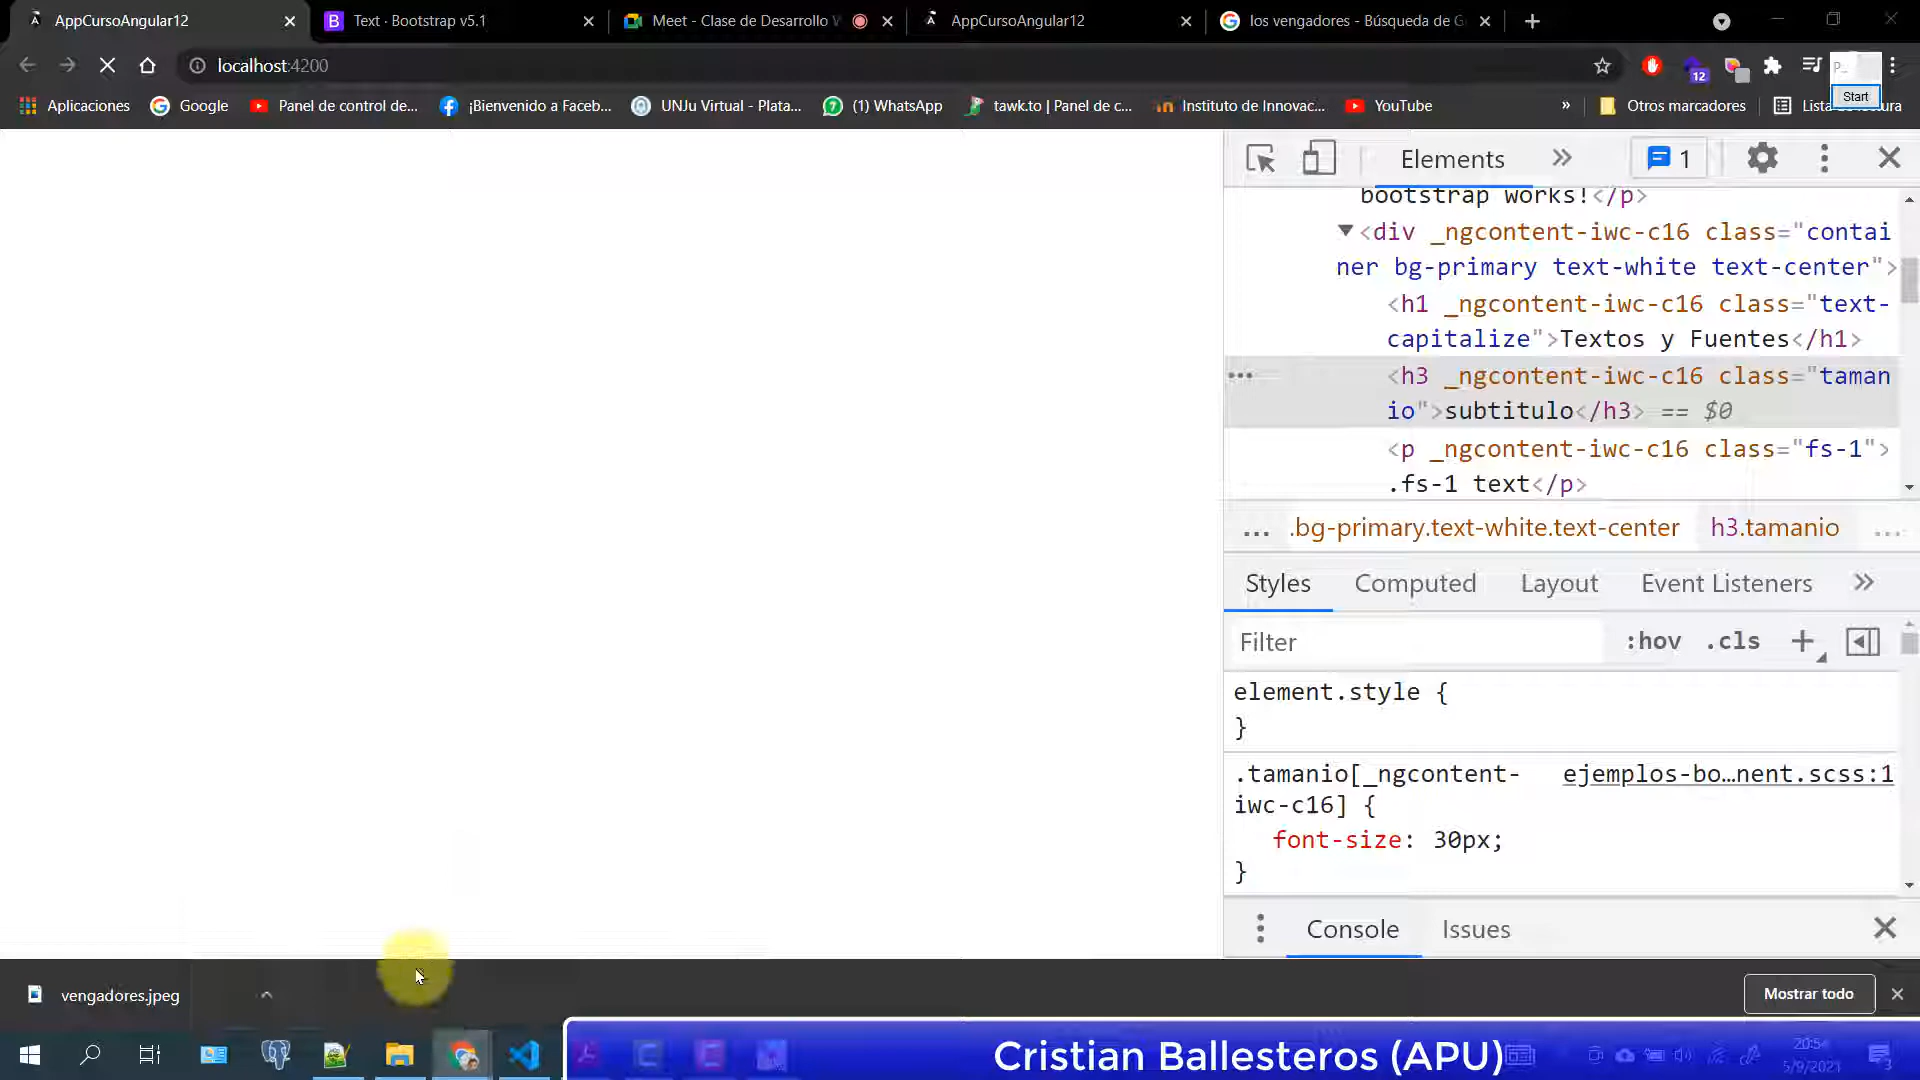 AppCursoAngular12
Text · Bootstrap v5.1
Meet - Clase de Desarrollo
AppCursoAngular12
los vengadores - Búsqueda de G
localhost:4200
12
Start
Aplicaciones
Google
Panel de control de...
¡Bienvenido a Faceb...
UNJu Virtual - Plata...
(1) WhatsApp
tawk.to | Panel de c...
Instituto de Innovac...
YouTube
»
Otros marcadores
Elements
»
1
bootstrap works!</p>
<div _ngcontent-iwc-c16 class="contai
ner bg-primary text-white text-center">
<h1 _ngcontent-iwc-c16 class="text-
capitalize">Textos y Fuentes</h1>
<h3 _ngcontent-iwc-c16 class="taman
io">subtitulo</h3> == $0
<p _ngcontent-iwc-c16 class="fs-1">
.fs-1 text</p>
... .bg-primary.text-white.text-center h3.tamanio ...
Styles Computed Layout Event Listeners »
Filter :hov .cls +
element.style {
}
.tamanio[_ngcontent- ejemplos-bo…nent.scss:1
iwc-c16] {
font-size: 30px;
}
Console Issues
vengadores.jpeg
Mostrar todo
Cristian Ballesteros (APU)
20:54
5/9/2021